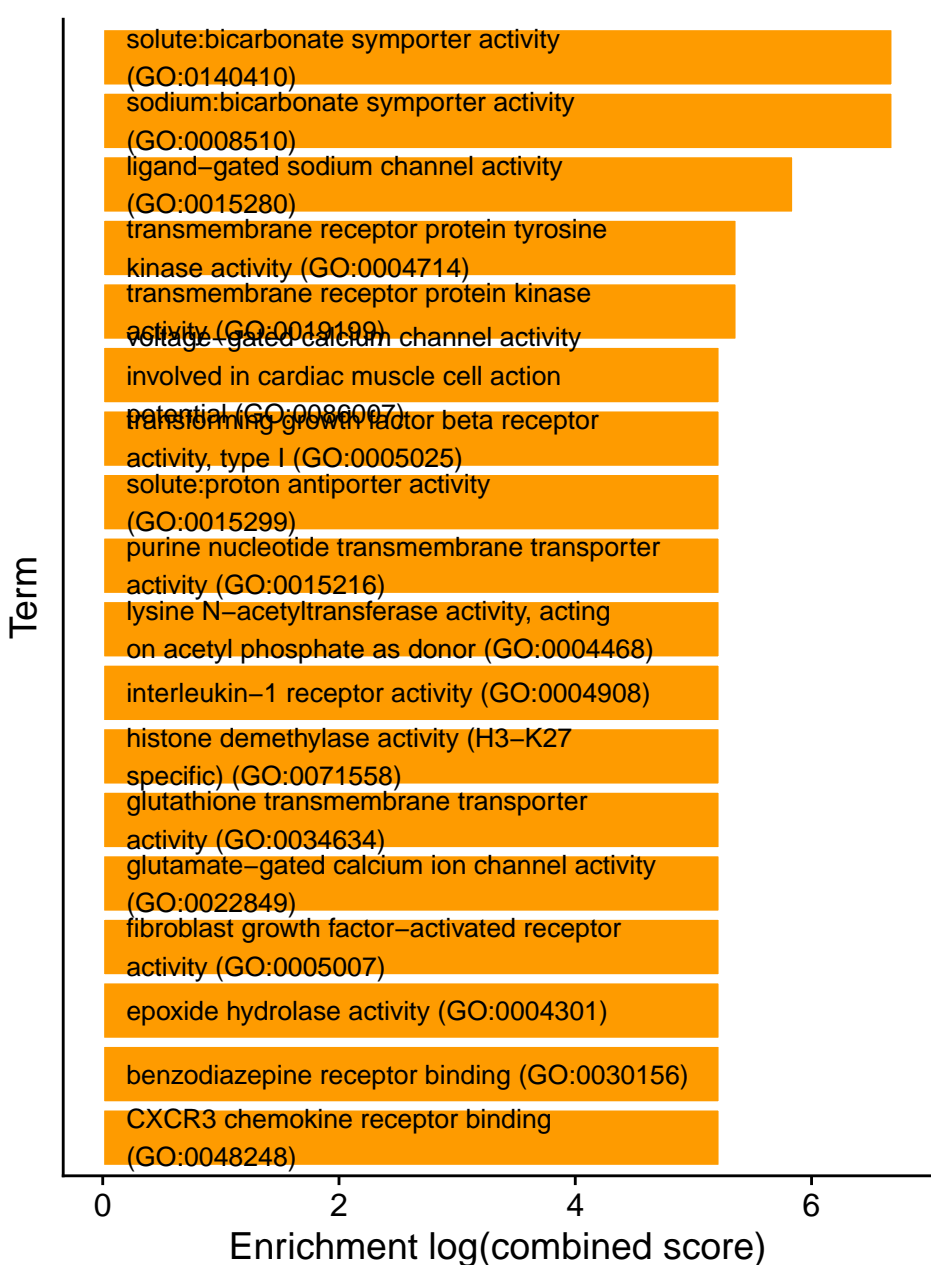 solute:bicarbonate symporter activity
(GO:0140410)
sodium:bicarbonate symporter activity
(GO:0008510)
ligand−gated sodium channel activity
(GO:0015280)
transmembrane receptor protein tyrosine
kinase activity (GO:0004714)
transmembrane receptor protein kinase
activity (GO:0019199)
voltage−gated calcium channel activity
involved in cardiac muscle cell action
potential (GO:0086007)
transforming growth factor beta receptor
activity, type I (GO:0005025)
solute:proton antiporter activity
(GO:0015299)
purine nucleotide transmembrane transporter
activity (GO:0015216)
lysine N−acetyltransferase activity, acting
on acetyl phosphate as donor (GO:0004468)
interleukin−1 receptor activity (GO:0004908)
histone demethylase activity (H3−K27
specific) (GO:0071558)
glutathione transmembrane transporter
activity (GO:0034634)
glutamate−gated calcium ion channel activity
(GO:0022849)
fibroblast growth factor−activated receptor
activity (GO:0005007)
epoxide hydrolase activity (GO:0004301)
benzodiazepine receptor binding (GO:0030156)
CXCR3 chemokine receptor binding
(GO:0048248)
Term
0 2 4 6
Enrichment log(combined score)